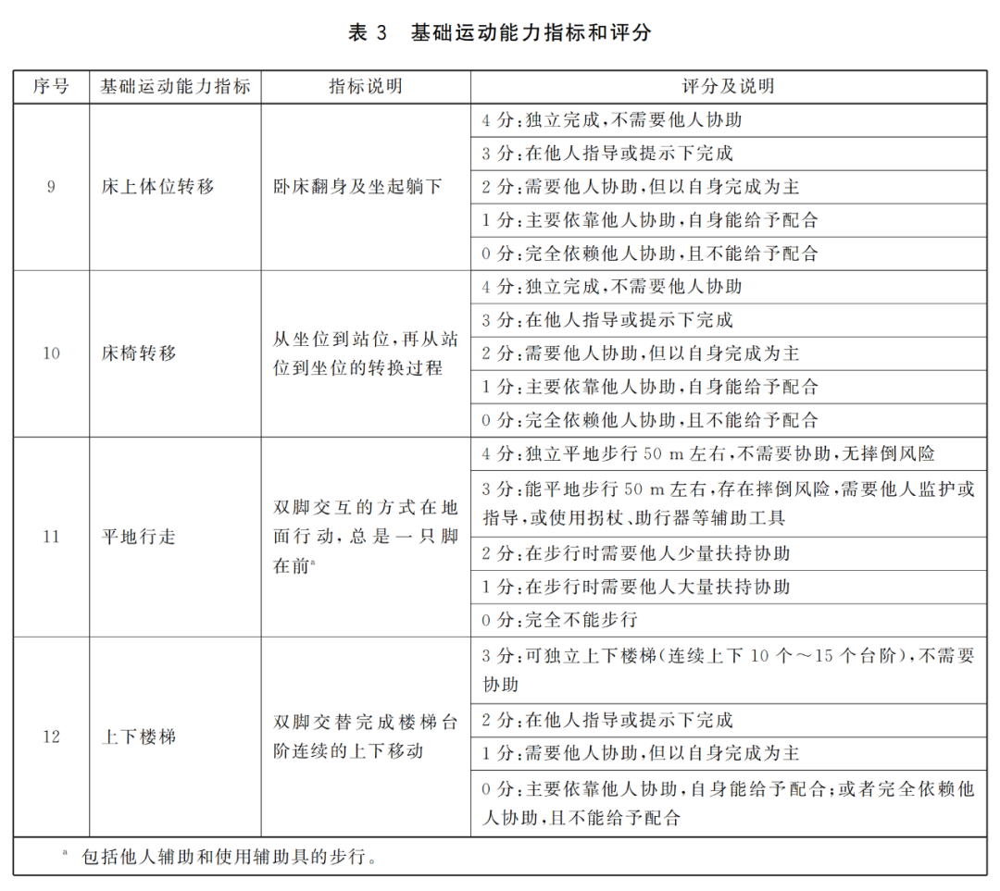 表 3 基础运动能力指标和评分
序号 基础运动能力指标 指标说明 评分及说明
9 床上体位转移 卧床翻身及坐起躺下
4 分:独立完成,不需要他人协助
3 分:在他人指导或提示下完成
2 分:需要他人协助,但以自身完成为主
1 分:主要依靠他人协助,自身能给予配合
0 分:完全依赖他人协助,且不能给予配合
10 床椅转移
从坐位到站位,再从站
位到坐位的转换过程
4 分:独立完成,不需要他人协助
3 分:在他人指导或提示下完成
2 分:需要他人协助,但以自身完成为主
1 分:主要依靠他人协助,自身能给予配合
0 分:完全依赖他人协助,且不能给予配合
11 平地行走
双脚交互的方式在地
面行动,总是一只脚
在前a
4 分:独立平地步行 50 m 左右,不需要协助,无摔倒风险
3 分:能平地步行 50 m 左右,存在摔倒风险,需要他人监护或
指导,或使用拐杖、助行器等辅助工具
2 分:在步行时需要他人少量扶持协助
1 分:在步行时需要他人大量扶持协助
0 分:完全不能步行
12 上下楼梯
双脚交替完成楼梯台
阶连续的上下移动
3 分:可独立上下楼梯(连续上下 10 个～15 个台阶),不需要
协助
2 分:在他人指导或提示下完成
1 分:需要他人协助,但以自身完成为主
0 分:主要依靠他人协助,自身能给予配合;或者完全依赖他
人协助,且不能给予配合
a 包括他人辅助和使用辅助具的步行。